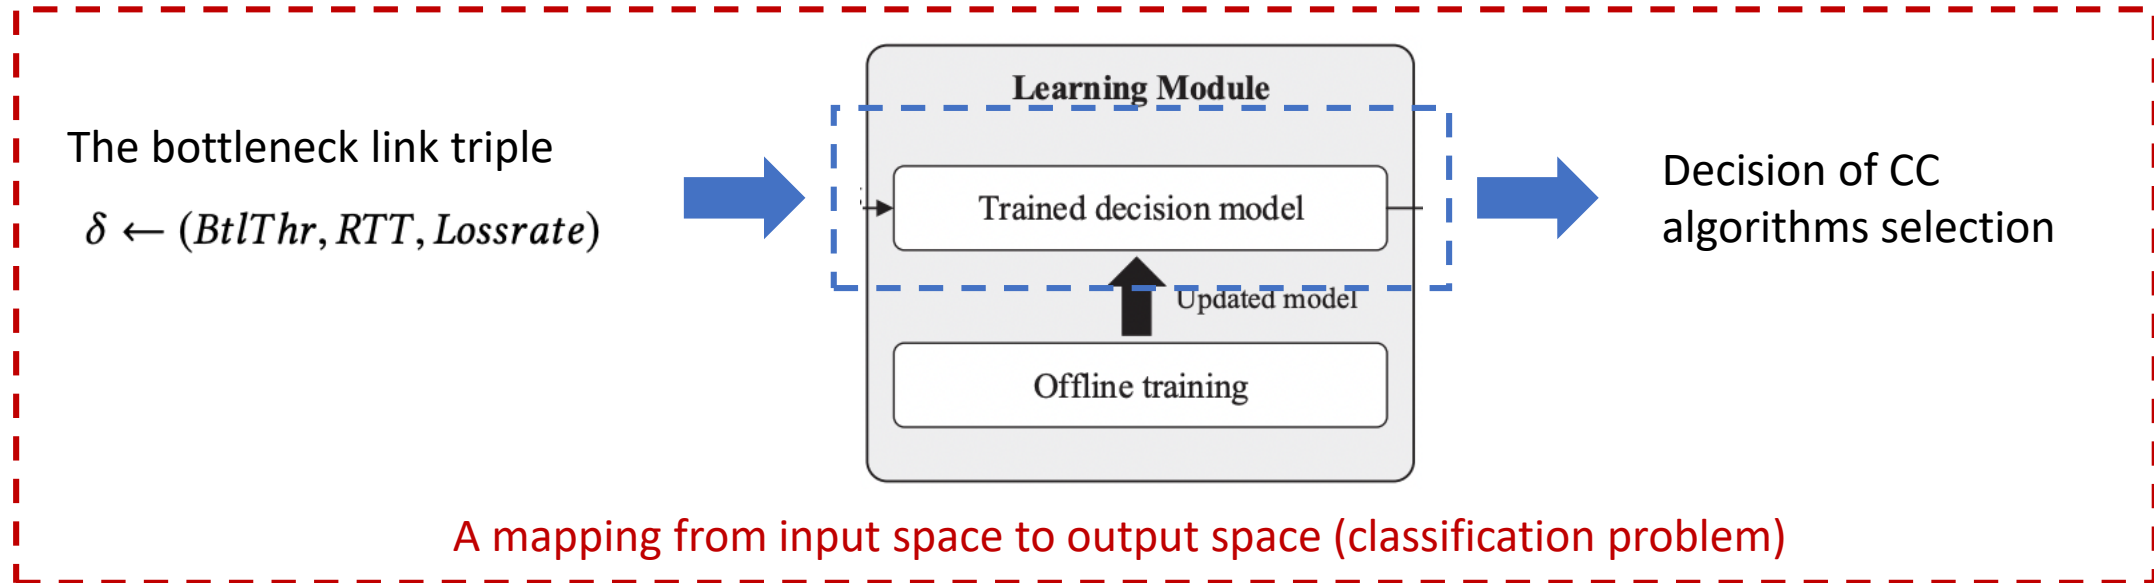 Learning Module
The bottleneck link triple
δ ← (BtlThr, RTT, Lossrate)
Trained decision model
Decision of CC
algorithms selection
Updated model
Offline training
A mapping from input space to output space (classification problem)